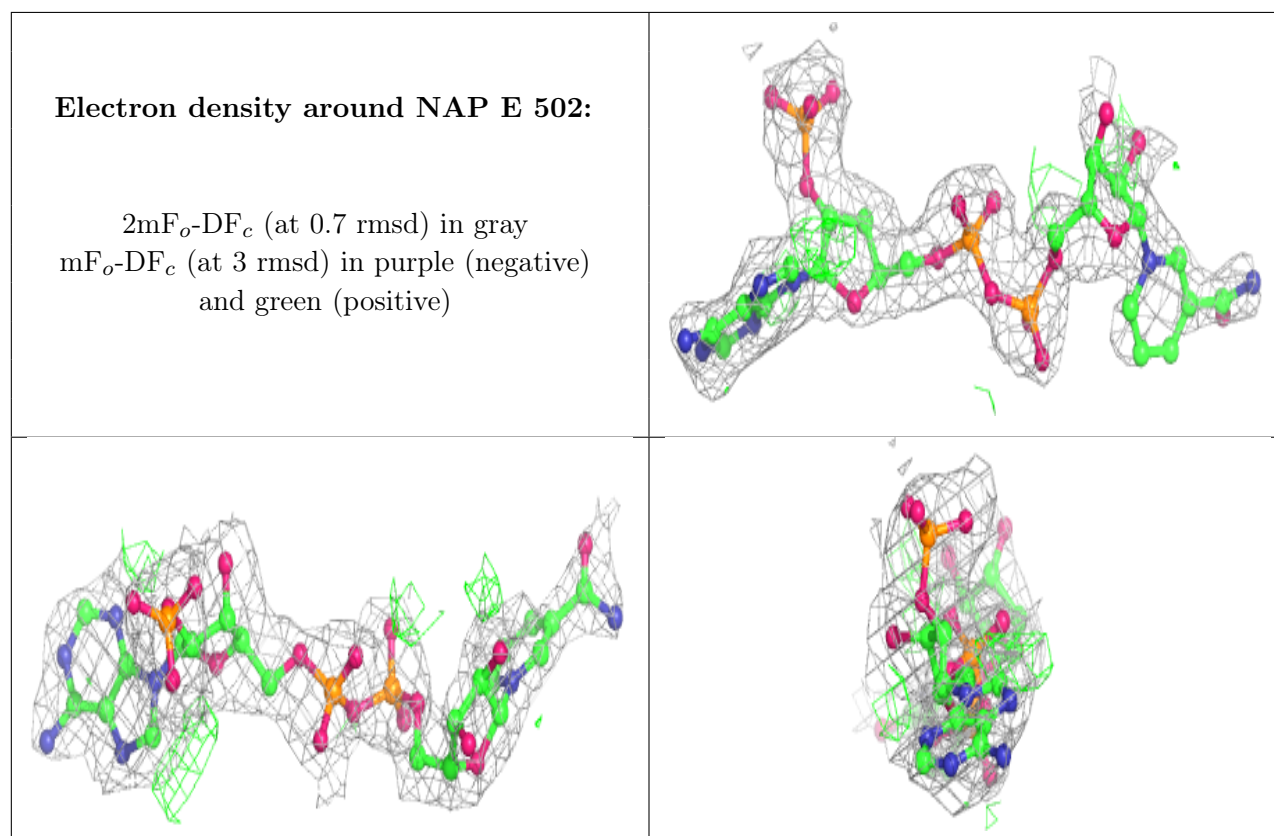 Electron density around NAP E 502:
2mFₒ-DF𝒸 (at 0.7 rmsd) in gray
mFₒ-DF𝒸 (at 3 rmsd) in purple (negative)
and green (positive)